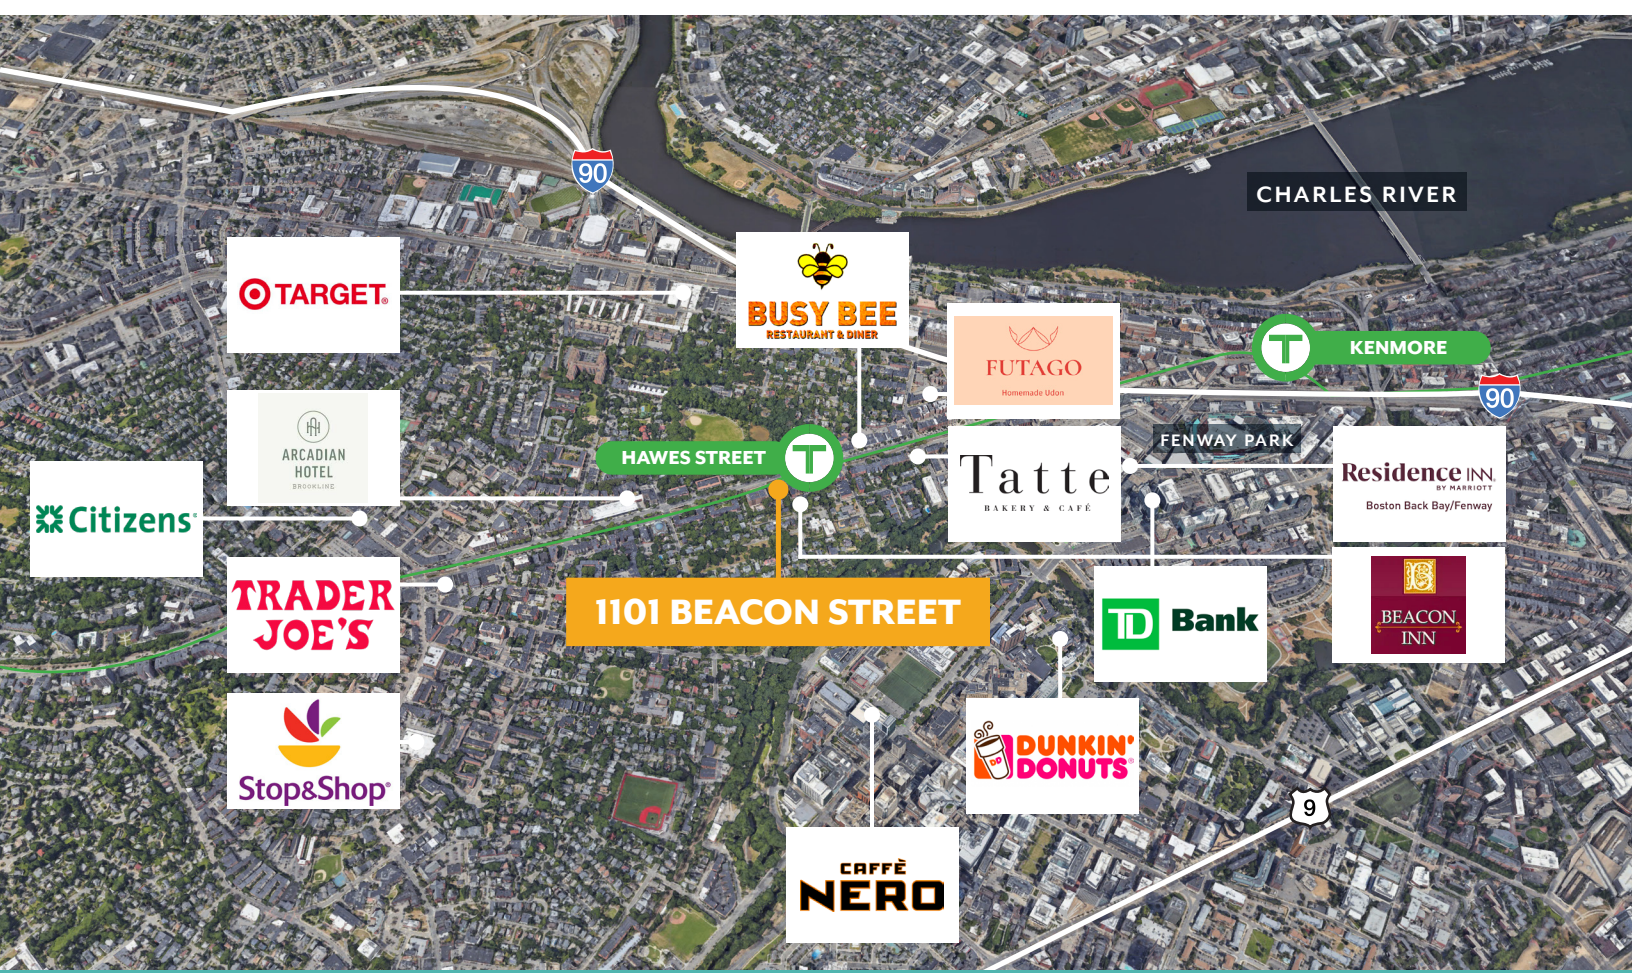 90
CHARLES RIVER
TARGET
BUSY BEE
RESTAURANT & DINER
FUTAGO
Homemade Udon
T
KENMORE
90
ARCADIAN
HOTEL
BROOKLINE
HAWES STREET
T
FENWAY PARK
Tatte
BAKERY & CAFÉ
Residence INN
BY MARRIOTT
Boston Back Bay/Fenway
Citizens
TRADER
JOE'S
1101 BEACON STREET
TD Bank
BEACON
INN
Stop&Shop
DUNKIN'
DONUTS
DD
9
CAFFÈ
NERO